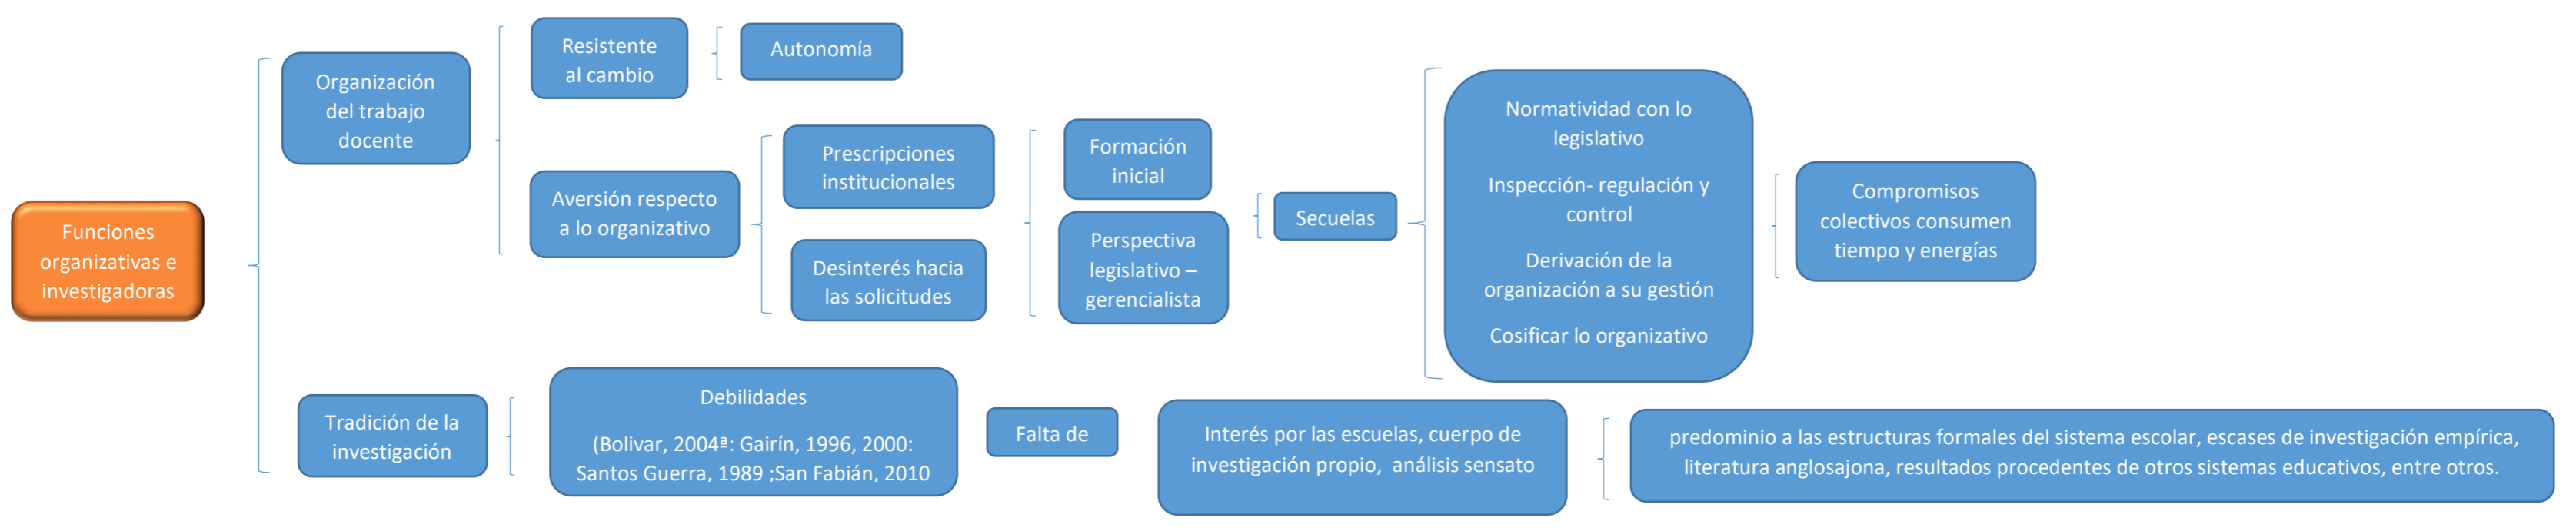 Funciones
organizativas e
investigadoras
Organización
del trabajo
docente
Resistente
al cambio
Autonomía
Aversión respecto
a lo organizativo
Prescripciones
institucionales
Desinterés hacia
las solicitudes
Formación
inicial
Perspectiva
legislativo –
gerencialista
Secuelas
Normatividad con lo
legislativo
Inspección- regulación y
control
Derivación de la
organización a su gestión
Cosificar lo organizativo
Compromisos
colectivos consumen
tiempo y energías
Tradición de la
investigación
Debilidades
(Bolivar, 2004ª: Gairín, 1996, 2000:
Santos Guerra, 1989 ;San Fabián, 2010
Falta de
Interés por las escuelas, cuerpo de
investigación propio, análisis sensato
predominio a las estructuras formales del sistema escolar, escases de investigación empírica,
literatura anglosajona, resultados procedentes de otros sistemas educativos, entre otros.